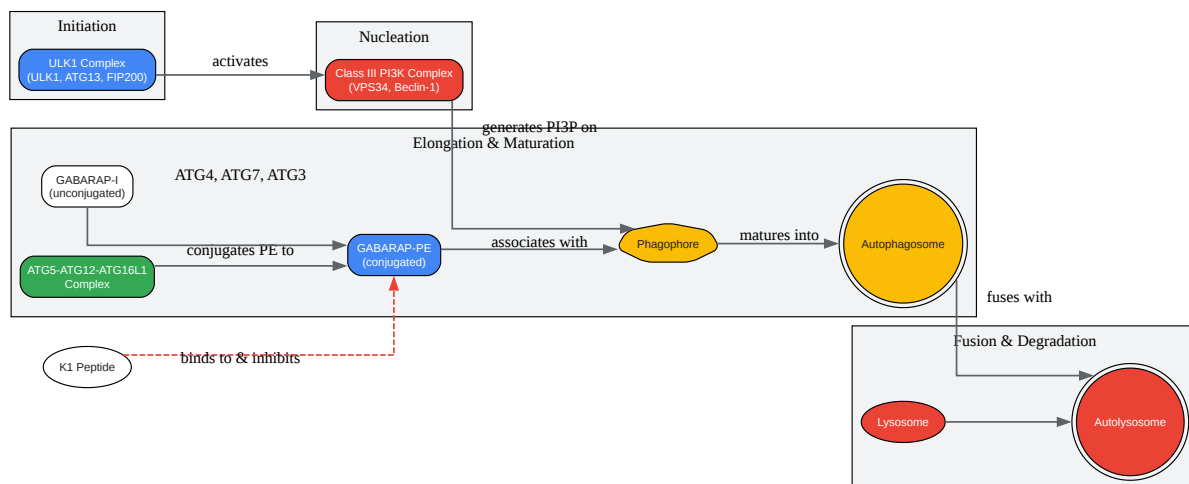 Initiation
ULK1 Complex
(ULK1, ATG13, FIP200)
activates
Nucleation
Class III PI3K Complex
(VPS34, Beclin-1)
generates PI3P on
Elongation & Maturation
GABARAP-I
(unconjugated)
ATG4, ATG7, ATG3
ATG5-ATG12-ATG16L1
Complex
conjugates PE to
GABARAP-PE
(conjugated)
associates with
Phagophore
matures into
Autophagosome
fuses with
K1 Peptide
binds to & inhibits
Fusion & Degradation
Lysosome
Autolysosome